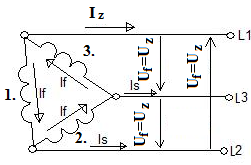 Iz
L1
3.
If
Uf=Uz
1.
If
If
Is
L3
Uf=Uz
Uf=Uz
2.
Is
L2